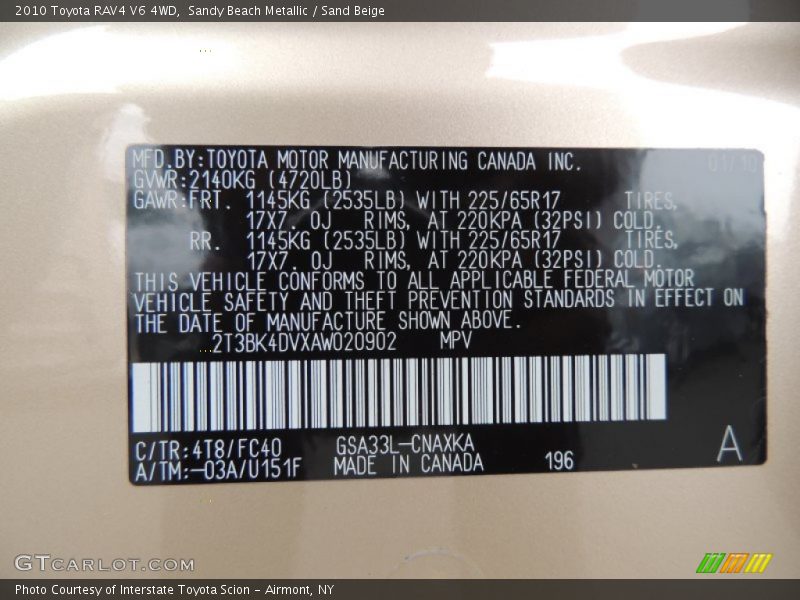 2010 Toyota RAV4 V6 4WD, Sandy Beach Metallic / Sand Beige
MFD.BY:TOYOTA MOTOR MANUFACTURING CANADA INC. 01/10
GVWR:2140KG (4720LB)
GAWR:FRT. 1145KG (2535LB) WITH 225/65R17 TIRES,
17X7. 0J RIMS, AT 220KPA (32PSI) COLD.
RR. 1145KG (2535LB) WITH 225/65R17 TIRES,
17X7. 0J RIMS, AT 220KPA (32PSI) COLD.
THIS VEHICLE CONFORMS TO ALL APPLICABLE FEDERAL MOTOR
VEHICLE SAFETY AND THEFT PREVENTION STANDARDS IN EFFECT ON
THE DATE OF MANUFACTURE SHOWN ABOVE.
2T3BK4DVXAW020902 MPV
C/TR:4T8/FC40 GSA33L-CNAXKA
A/TM:-03A/U151F MADE IN CANADA 196 A
GTCARLOT.COM
Photo Courtesy of Interstate Toyota Scion - Airmont, NY